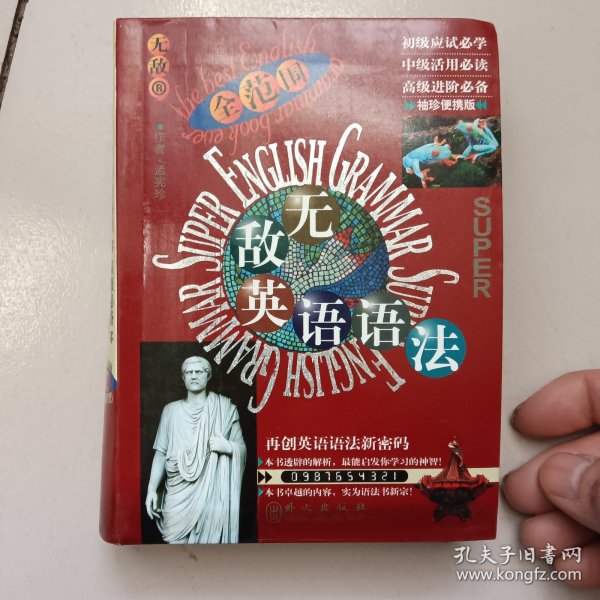 无敌®
The best English
grammar book ever
全范围
初级应试必学
中级活用必读
高级进阶必备
袖珍便携版
作者·孟宪珍
SUPER ENGLISH GRAMMAR SUPER ENGLISH GRAMMAR
SUPER
无敌英语语法
再创英语语法新密码
本书透辟的解析，最能启发你学习的神智!
0987654321
本书卓越的内容，实为语法书新宗!
外文出版社
孔夫子旧书网
www.kongfz.com